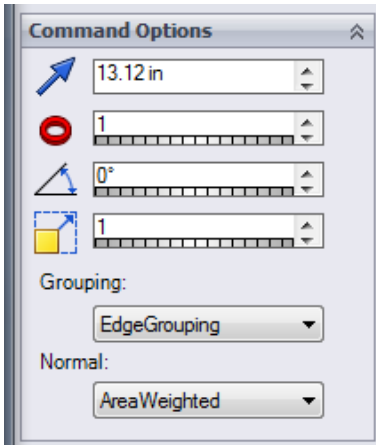 Command Options
13.12 in
1
0°
1
Grouping:
EdgeGrouping
Normal:
AreaWeighted